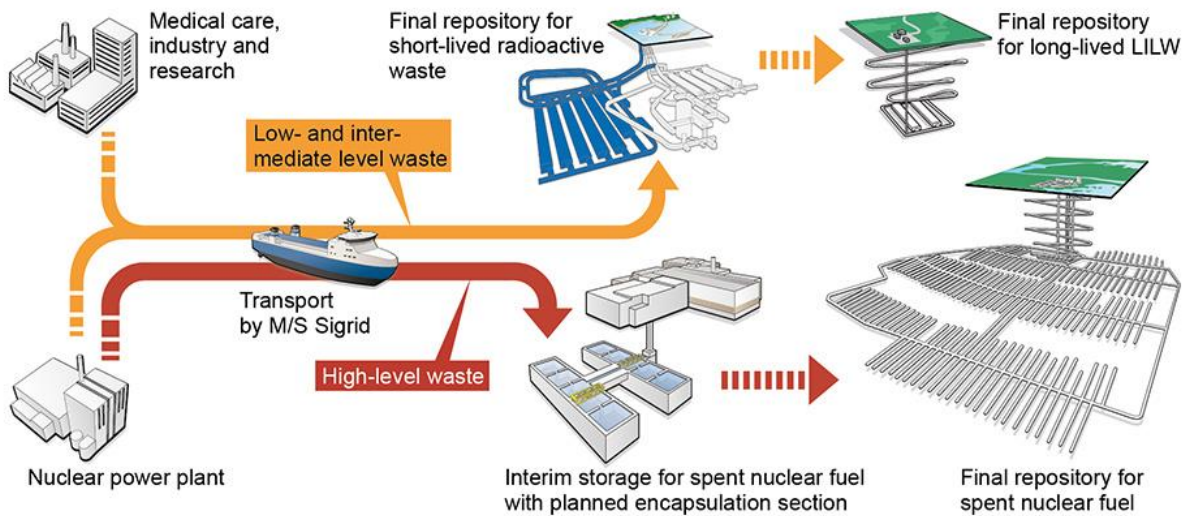 Medical care,
industry and
research
Final repository for
short-lived radioactive
waste
Final repository
for long-lived LILW
Low- and inter-
mediate level waste
Transport
by M/S Sigrid
High-level waste
Nuclear power plant
Interim storage for spent nuclear fuel
with planned encapsulation section
Final repository for
spent nuclear fuel